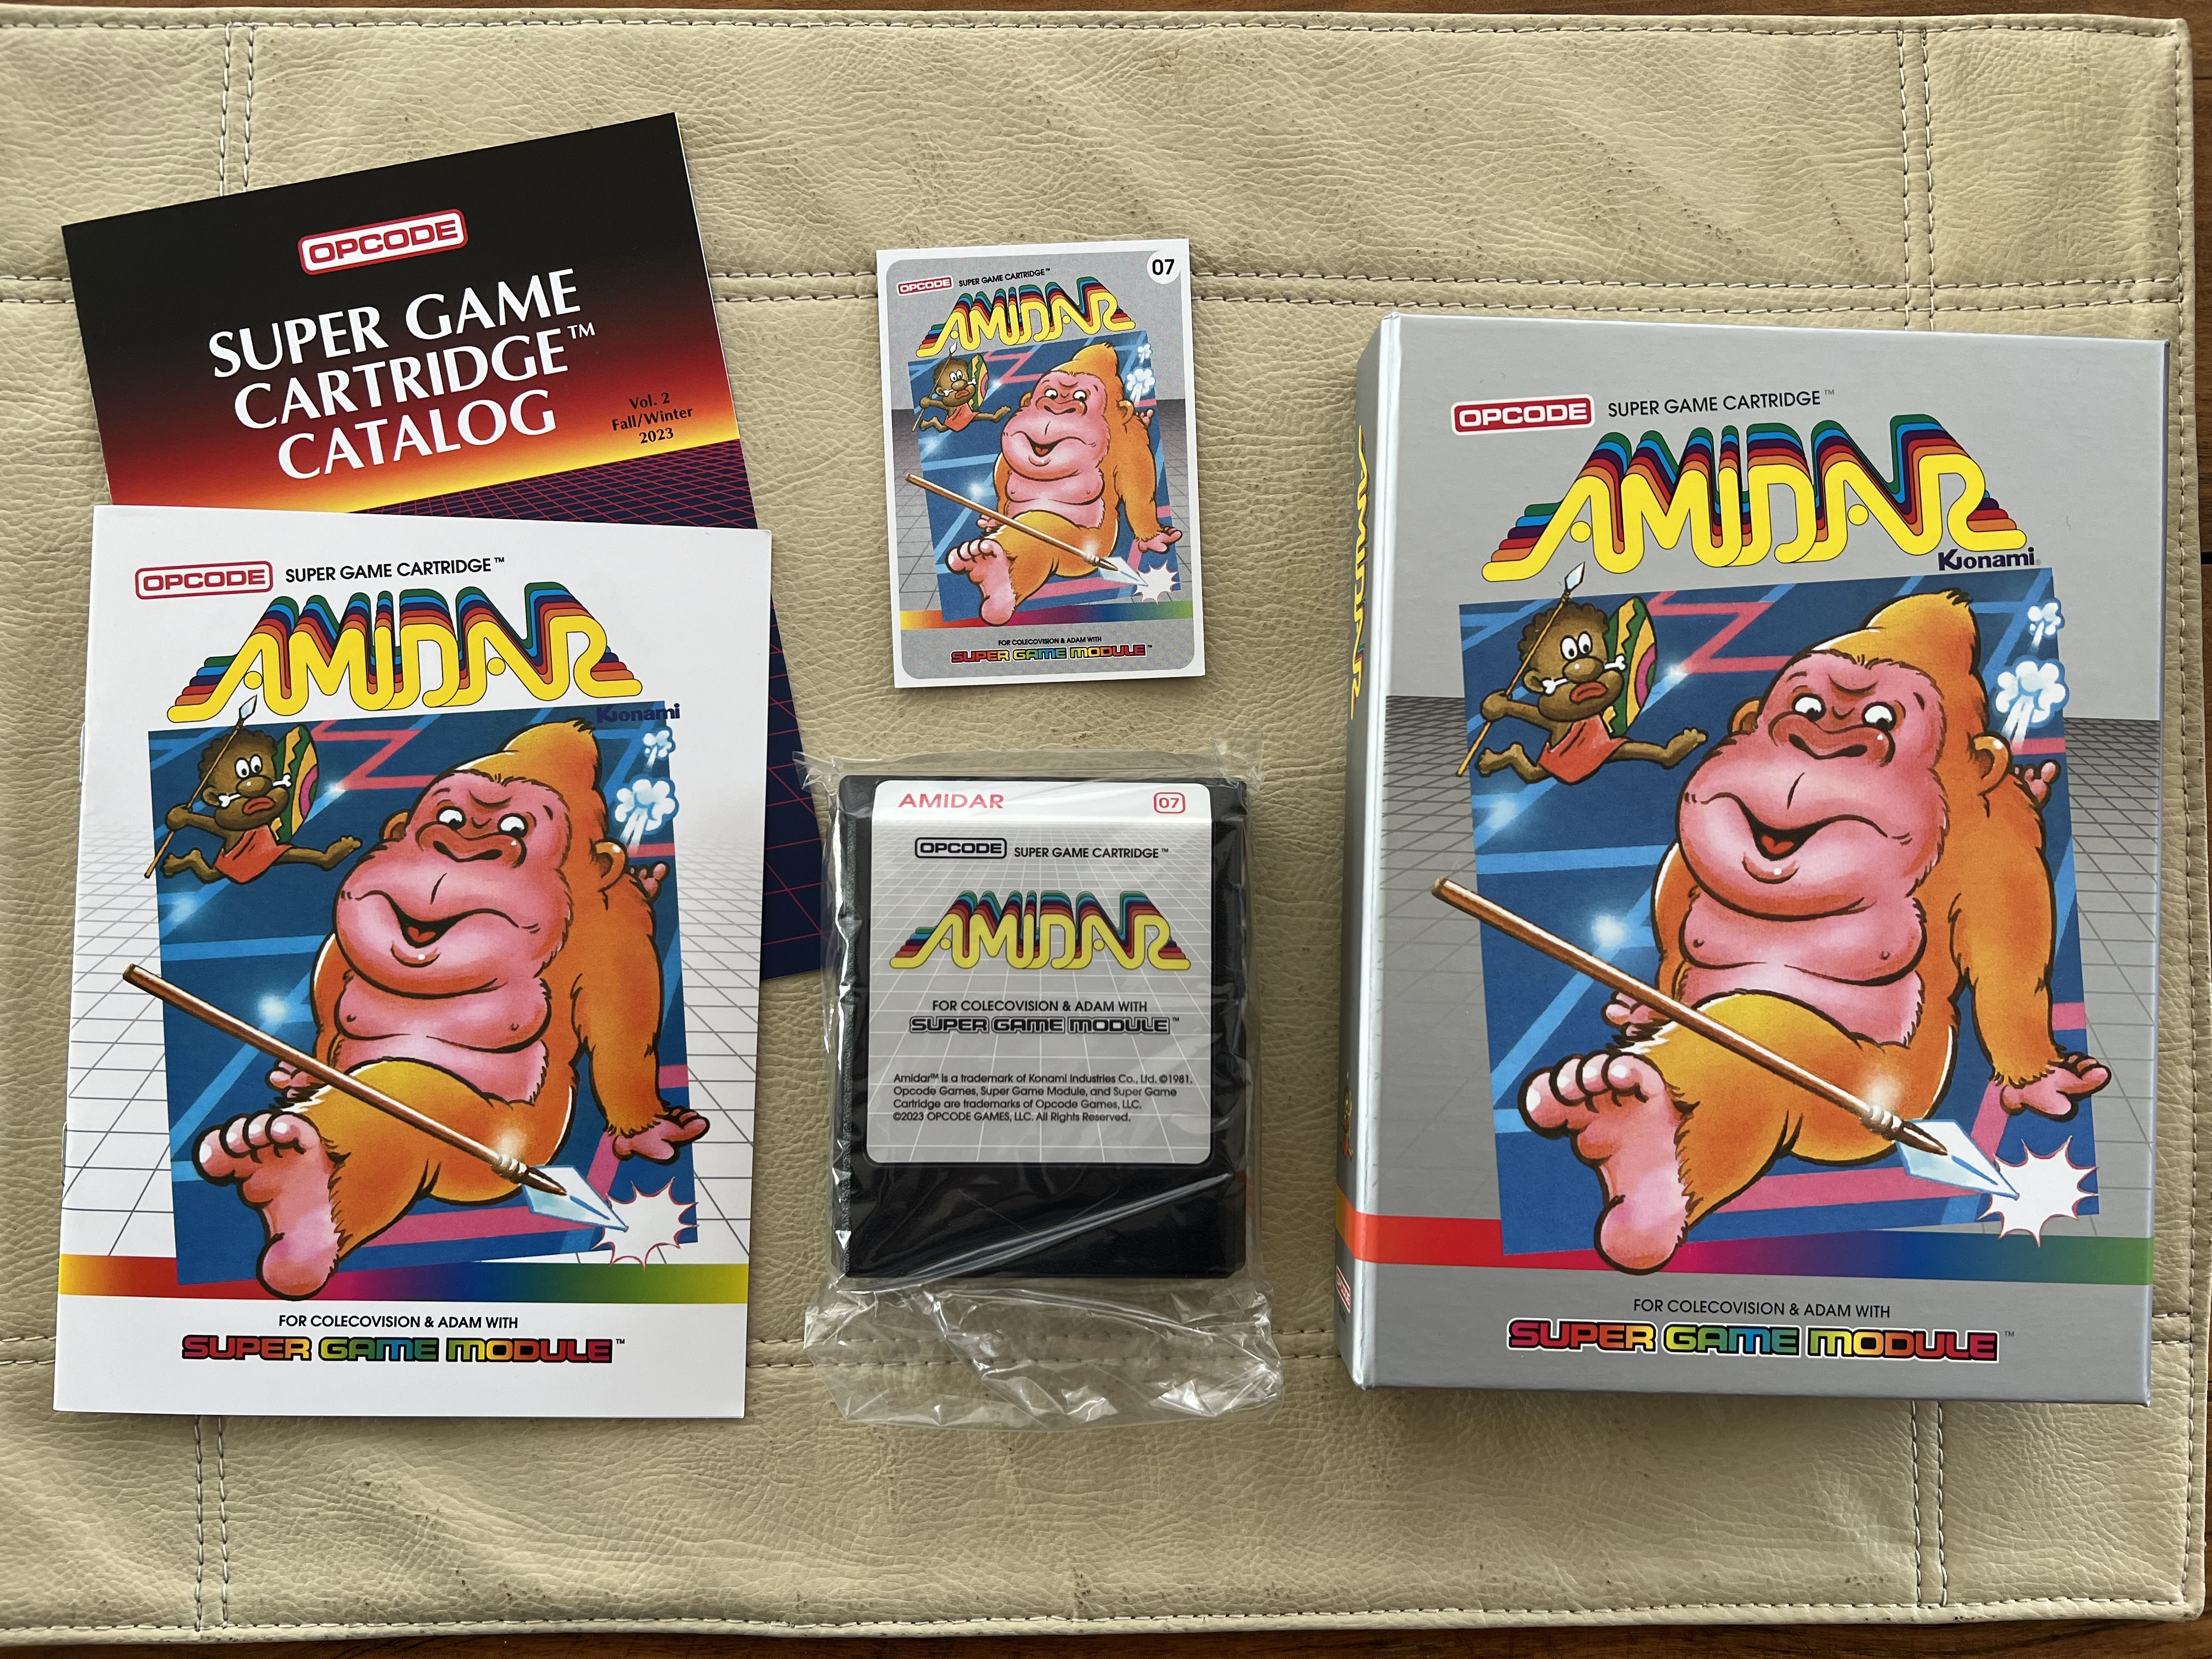 OPCODE
SUPER GAME
CARTRIDGE™
CATALOG
Vol. 2
Fall/Winter
2023
OPCODE SUPER GAME CARTRIDGE™
AMIDAR
Konami
FOR COLECOVISION & ADAM WITH
SUPER GAME MODULE™
07
OPCODE SUPER GAME CARTRIDGE™
AMIDAR
FOR COLECOVISION & ADAM WITH
SUPER GAME MODULE™
AMIDAR 07
OPCODE SUPER GAME CARTRIDGE™
AMIDAR
FOR COLECOVISION & ADAM WITH
SUPER GAME MODULE™
Amidar™ is a trademark of Konami Industries Co., Ltd. ©1981.
Opcode Games, Super Game Module, and Super Game
Cartridge are trademarks of Opcode Games, LLC.
©2023 OPCODE GAMES, LLC. All Rights Reserved.
AMIDAR
OPCODE SUPER GAME CARTRIDGE™
AMIDAR
Konami
FOR COLECOVISION & ADAM WITH
SUPER GAME MODULE™